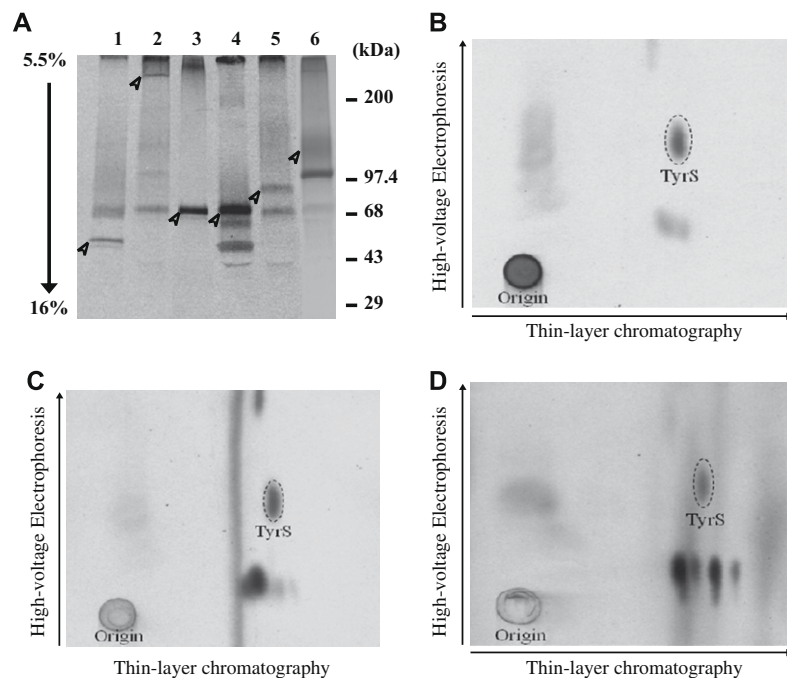 A
1 2 3 4 5 6 (kDa)
5.5%
200
97.4
68
43
16%
29
B
High-voltage Electrophoresis
TyrS
Origin
Thin-layer chromatography
C
High-voltage Electrophoresis
TyrS
Origin
Thin-layer chromatography
D
High-voltage Electrophoresis
TyrS
Origin
Thin-layer chromatography